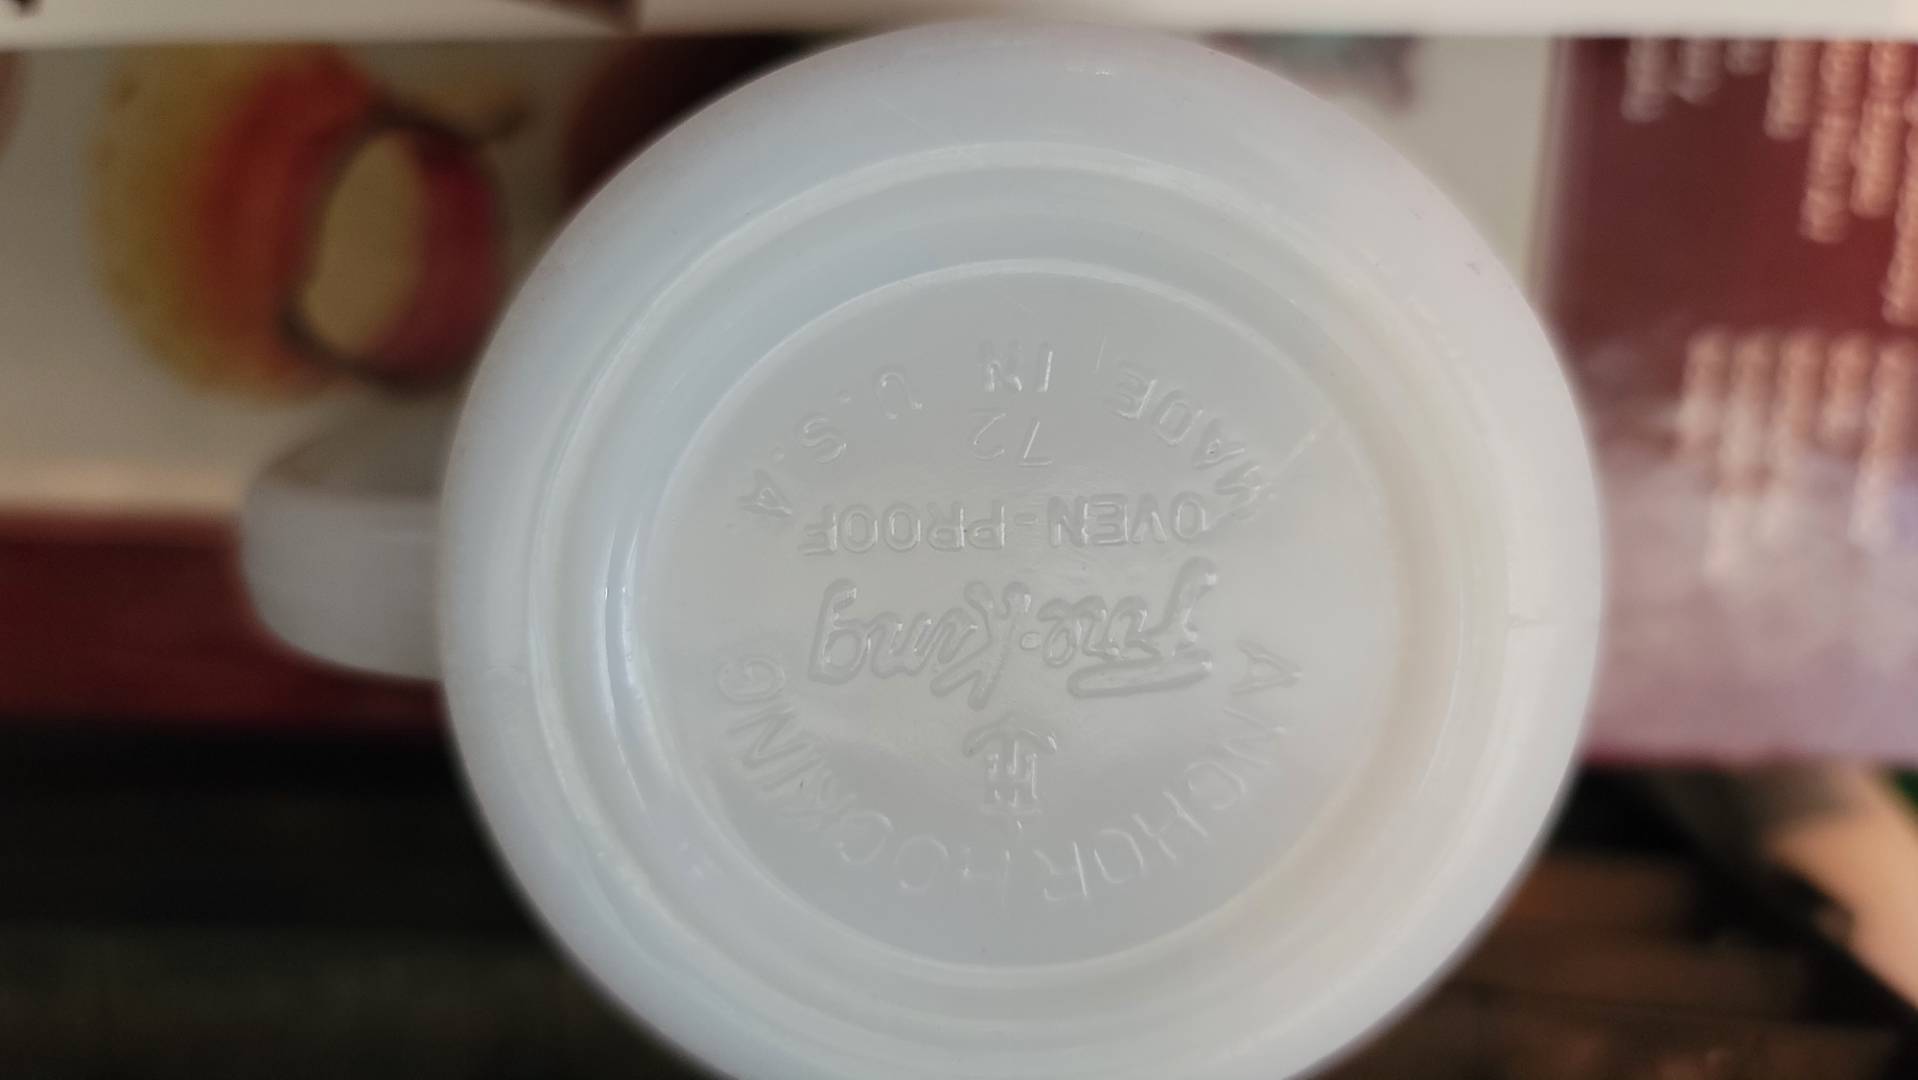 ANCHOR HOCKING
Fire-King
OVEN-PROOF
72
MADE IN U.S.A.